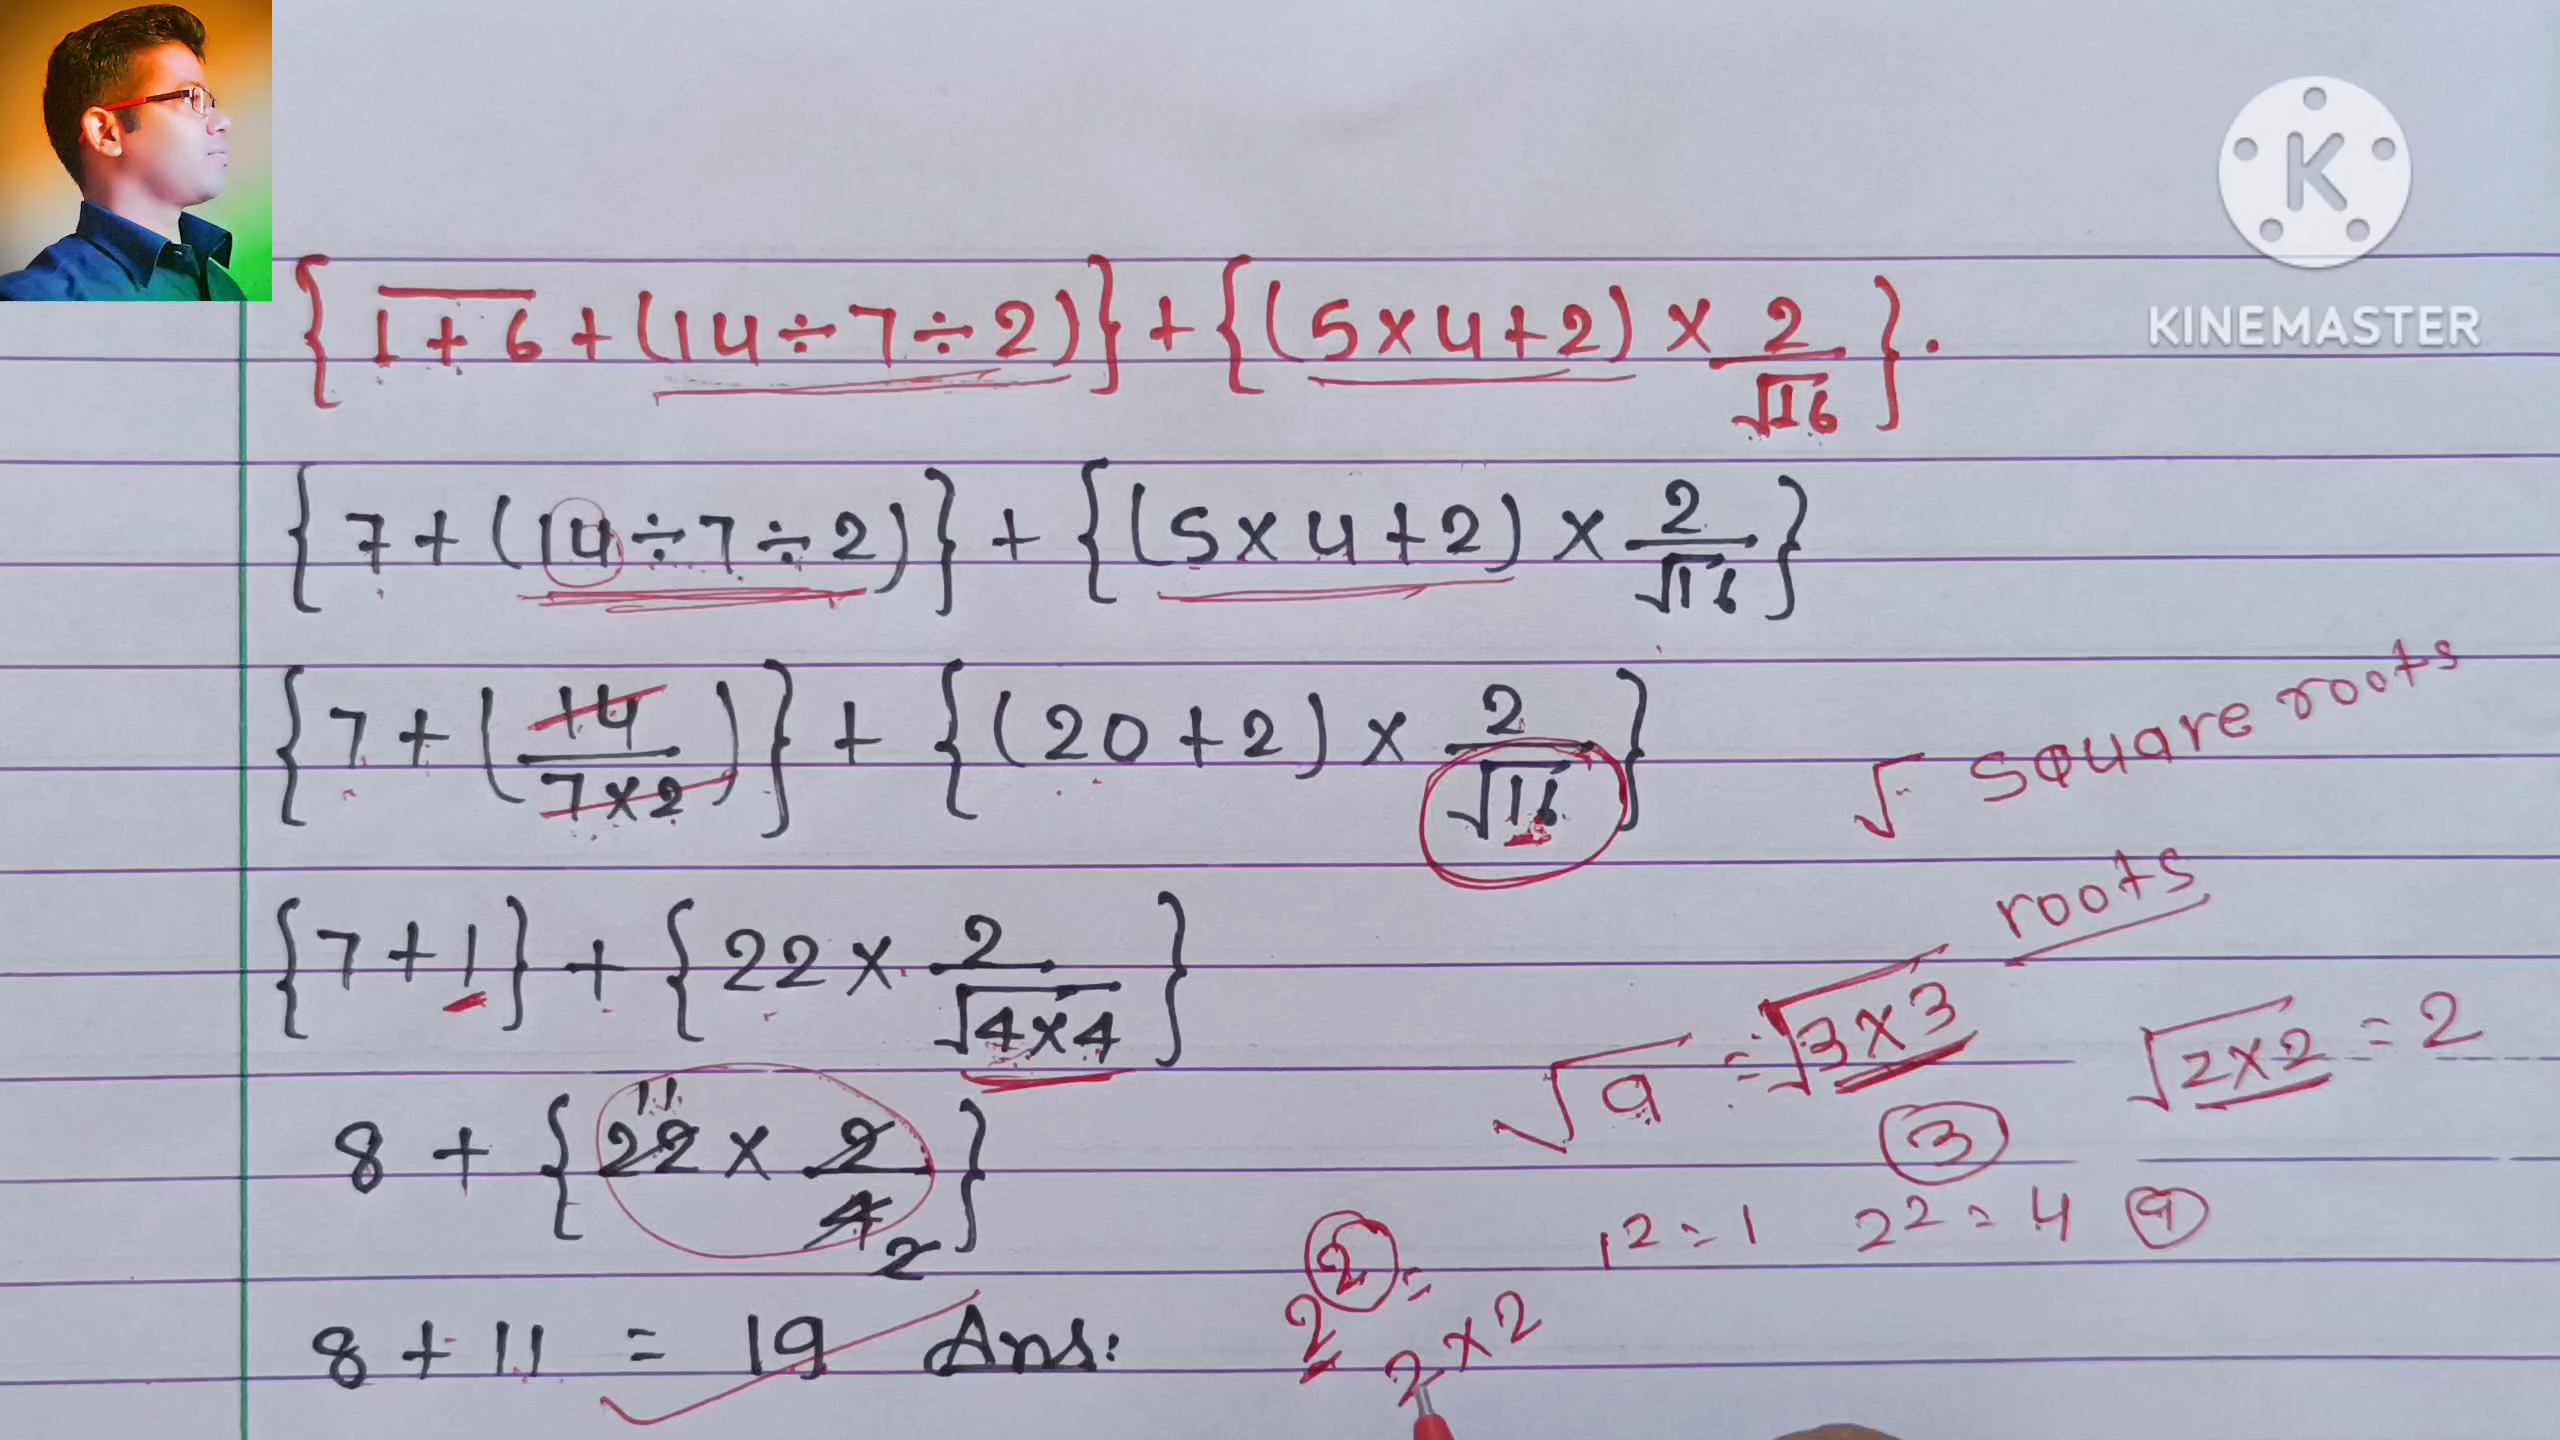 {1+6 + (14÷7÷2)} + {(5×4+2) × 2/√16}.
KINEMASTER
{7 + (14÷7÷2)} + {(5×4+2) × 2/√16}
{7 + (14/7×2)} + {(20+2) × 2/√16}
√ square roots
roots
{7+1} + {22 × 2/√4×4}
√9 = √3×3
√2×2 = 2
3
8 + {22 × 2/4}
11
2
1² = 1 2² = 4 9
2² =
2×2
8 + 11 = 19 Ans: